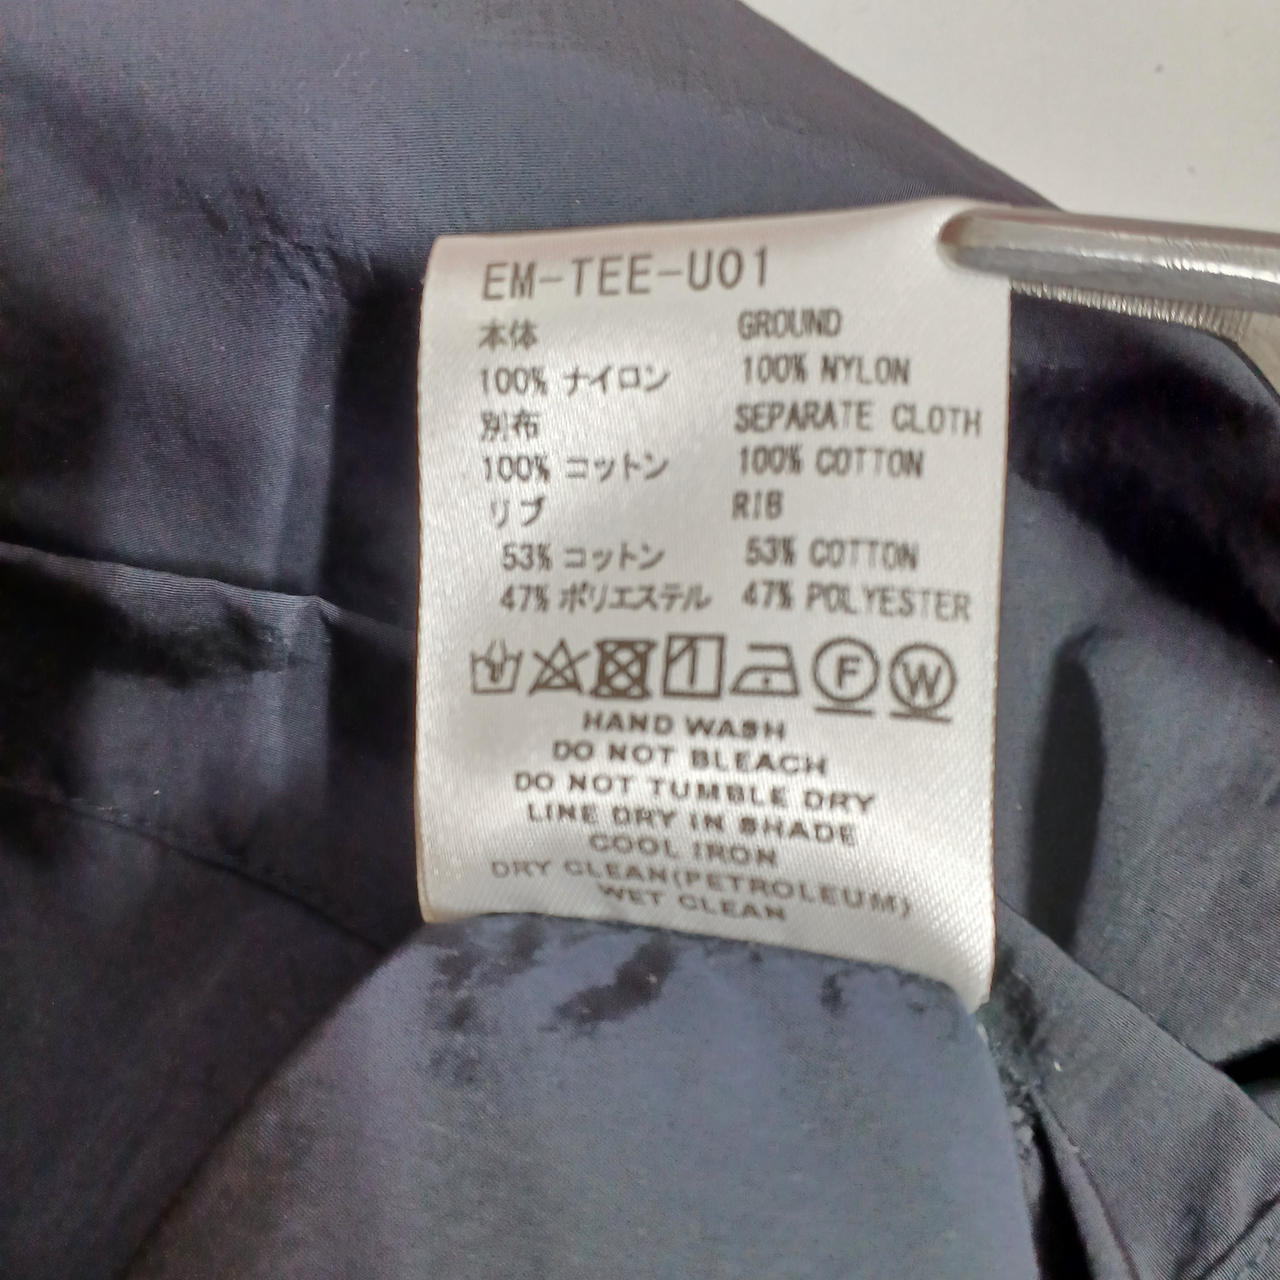 EM-TEE-U01
本体 GROUND
100% ナイロン 100% NYLON
別布 SEPARATE CLOTH
100% コットン 100% COTTON
リブ RIB
53% コットン 53% COTTON
47% ポリエステル 47% POLYESTER
F W
HAND WASH
DO NOT BLEACH
DO NOT TUMBLE DRY
LINE DRY IN SHADE
COOL IRON
DRY CLEAN(PETROLEUM)
WET CLEAN